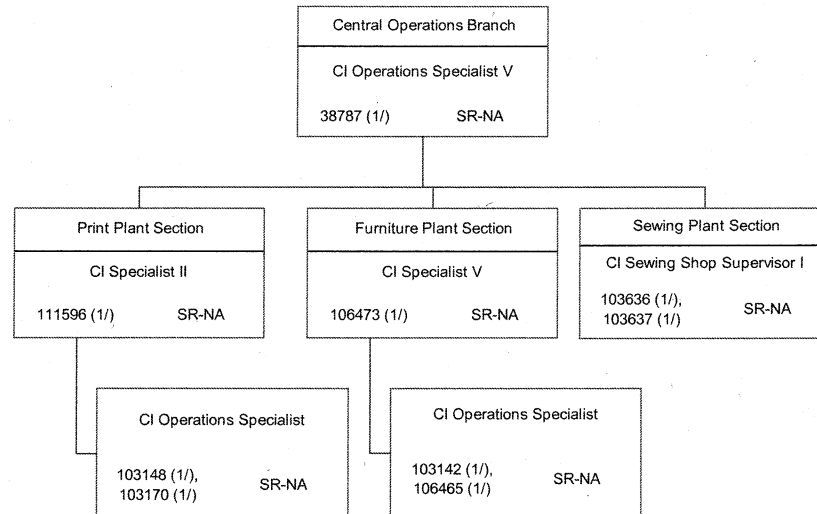 Central Operations Branch
CI Operations Specialist V
38787 (1/) SR-NA
Print Plant Section
CI Specialist II
111596 (1/) SR-NA
Furniture Plant Section
CI Specialist V
106473 (1/) SR-NA
Sewing Plant Section
CI Sewing Shop Supervisor I
103636 (1/),
103637 (1/) SR-NA
CI Operations Specialist
103148 (1/),
103170 (1/) SR-NA
CI Operations Specialist
103142 (1/),
106465 (1/) SR-NA